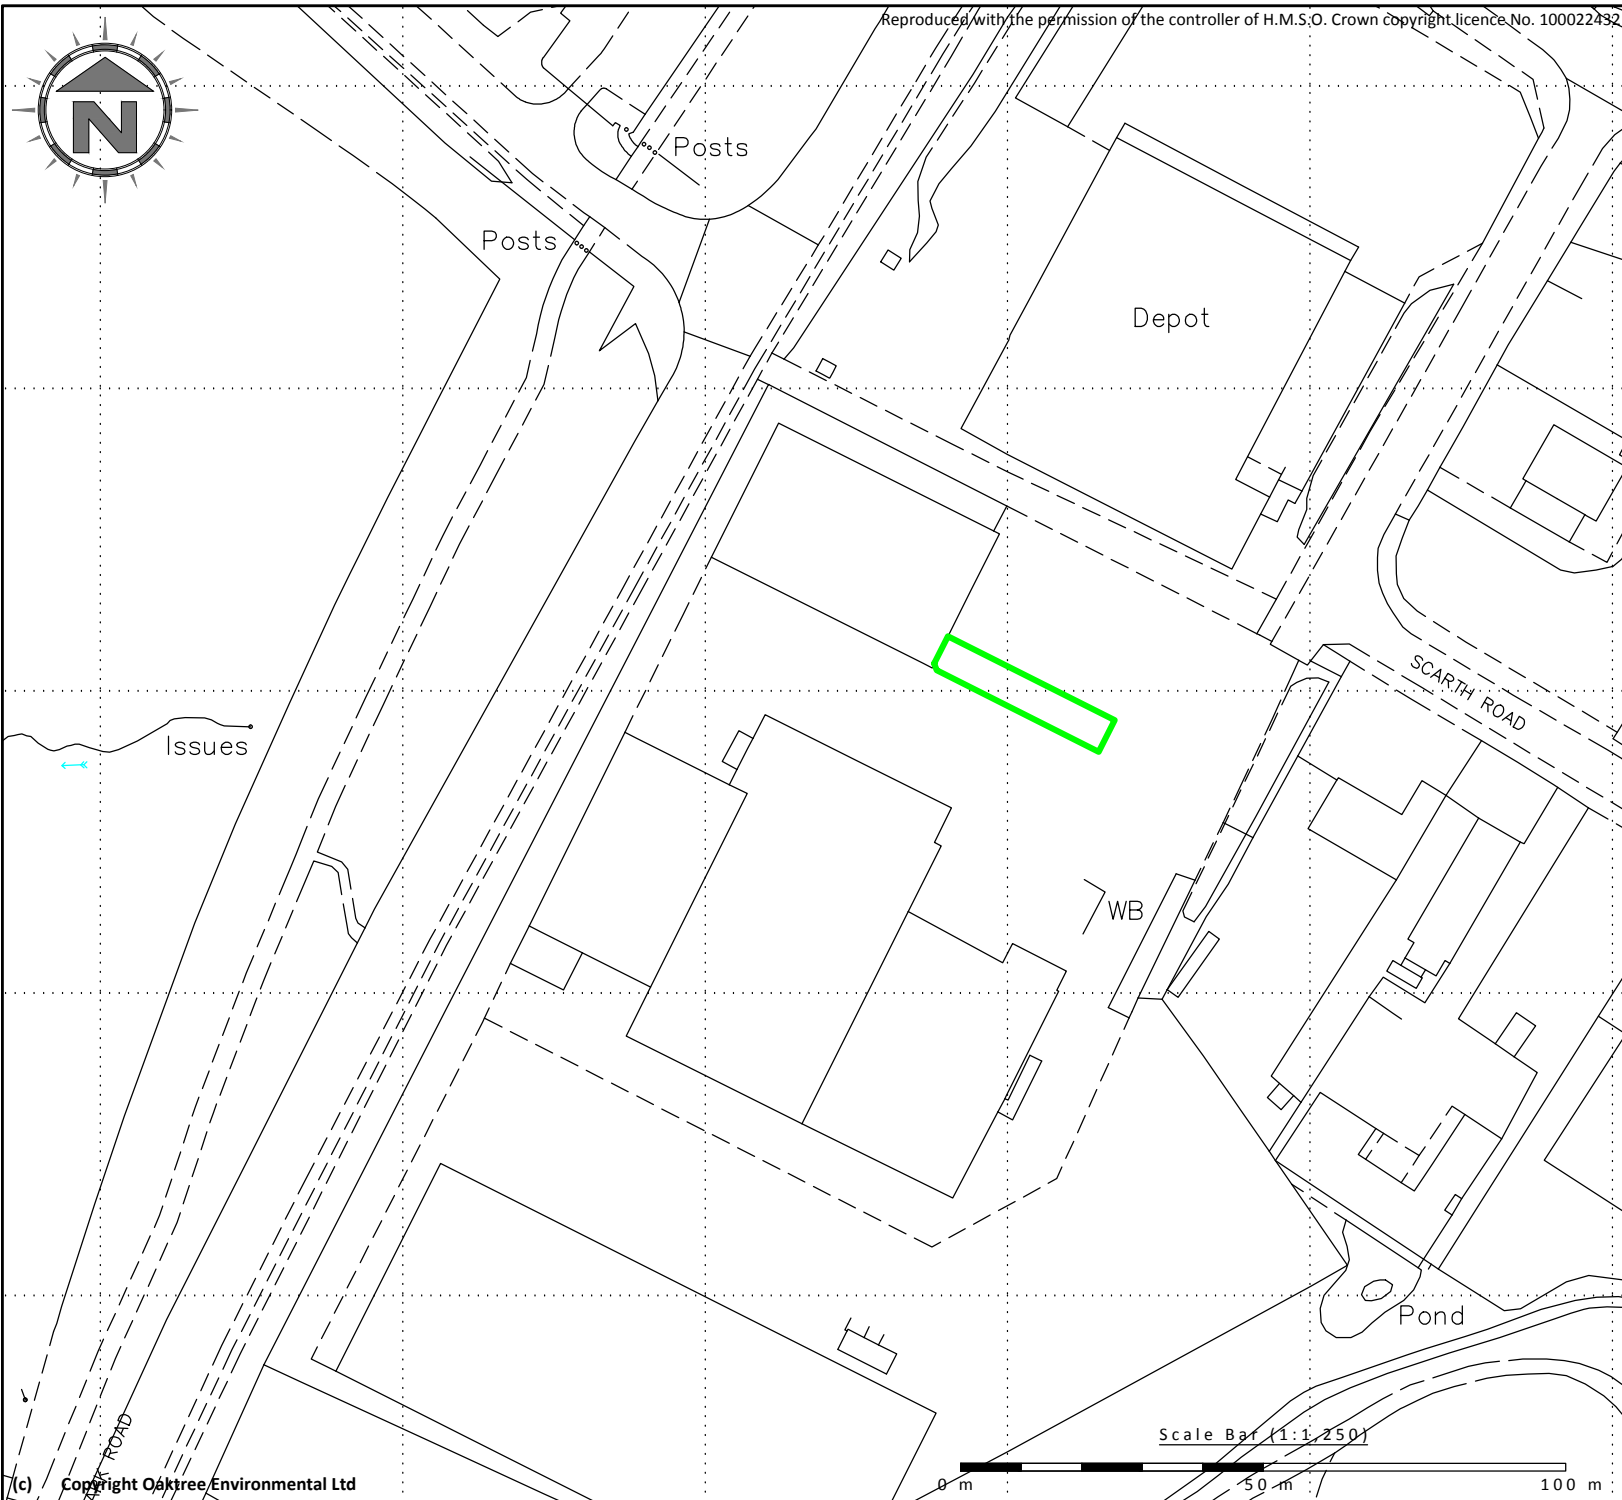 Reproduced with the permission of the controller of H.M.S.O. Crown copyright licence No. 100022432
N
Posts
Posts
Depot
SCARTH ROAD
Issues
WB
Pond
ROAD
Scale Bar (1:1,250)
0 m 50 m 100 m
(c) Copyright Oaktree Environmental Ltd